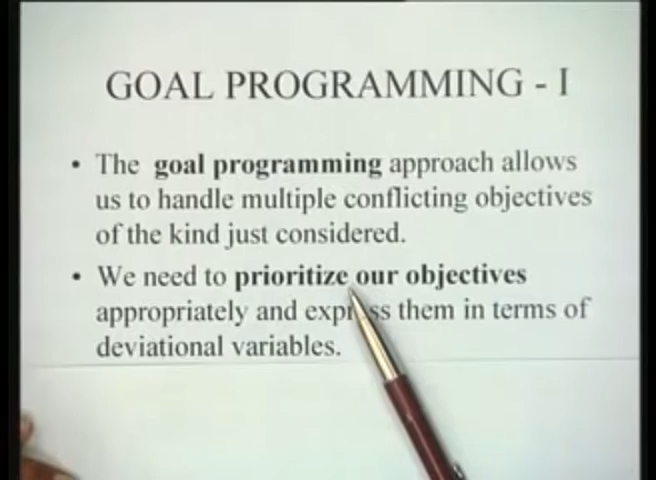 GOAL PROGRAMMING - I
• The goal programming approach allows
us to handle multiple conflicting objectives
of the kind just considered.
• We need to prioritize our objectives
appropriately and express them in terms of
deviational variables.